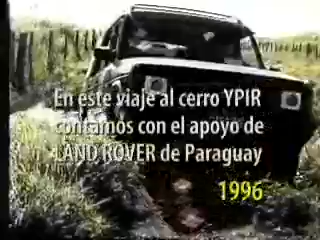 En este viaje al cerro YPIR
contamos con el apoyo de
LAND ROVER de Paraguay
1996